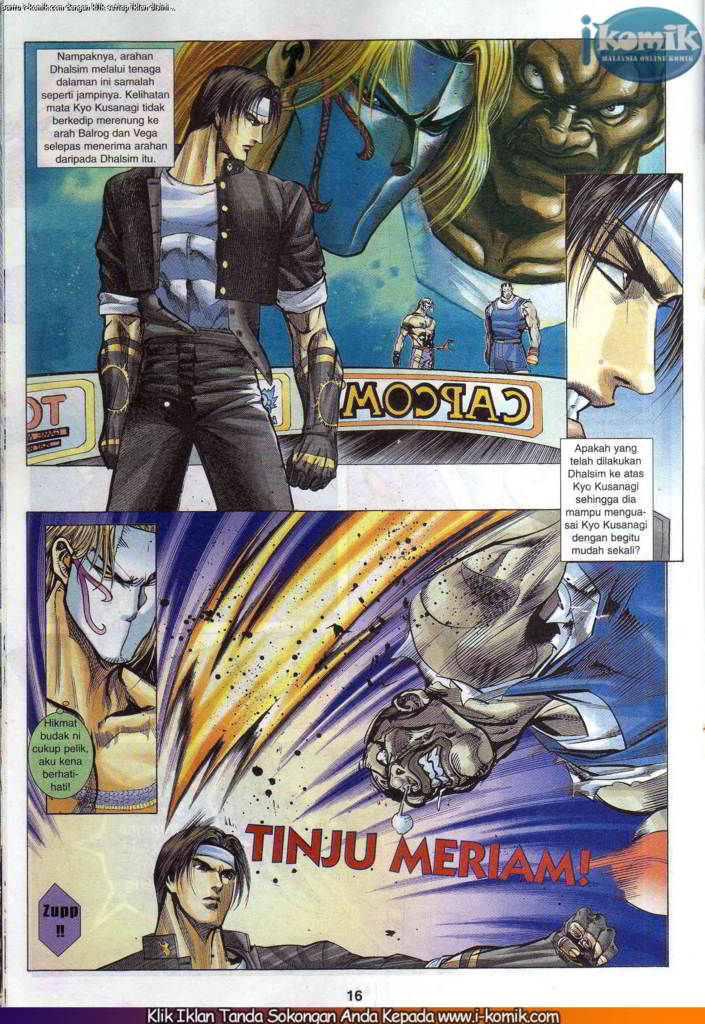 i komik
MALAYSIA ONLINE KOMIK
Nampaknya, arahan
Dhalsim melalui tenaga
dalaman ini samalah
seperti jampinya. Kelihatan
mata Kyo Kusanagi tidak
berkedip merenung ke
arah Balrog dan Vega
selepas menerima arahan
daripada Dhalsim itu.
CAPCOM
Apakah yang
telah dilakukan
Dhalsim ke atas
Kyo Kusanagi
sehingga dia
mampu mengua-
sai Kyo Kusanagi
dengan begitu
mudah sekali?
Hikmat
budak ni
cukup pelik,
aku kena
berhati-
hati!
TINJU MERIAM!
Zupp
!!
16
Klik Iklan Tanda Sokongan Anda Kepada www.i-komik.com